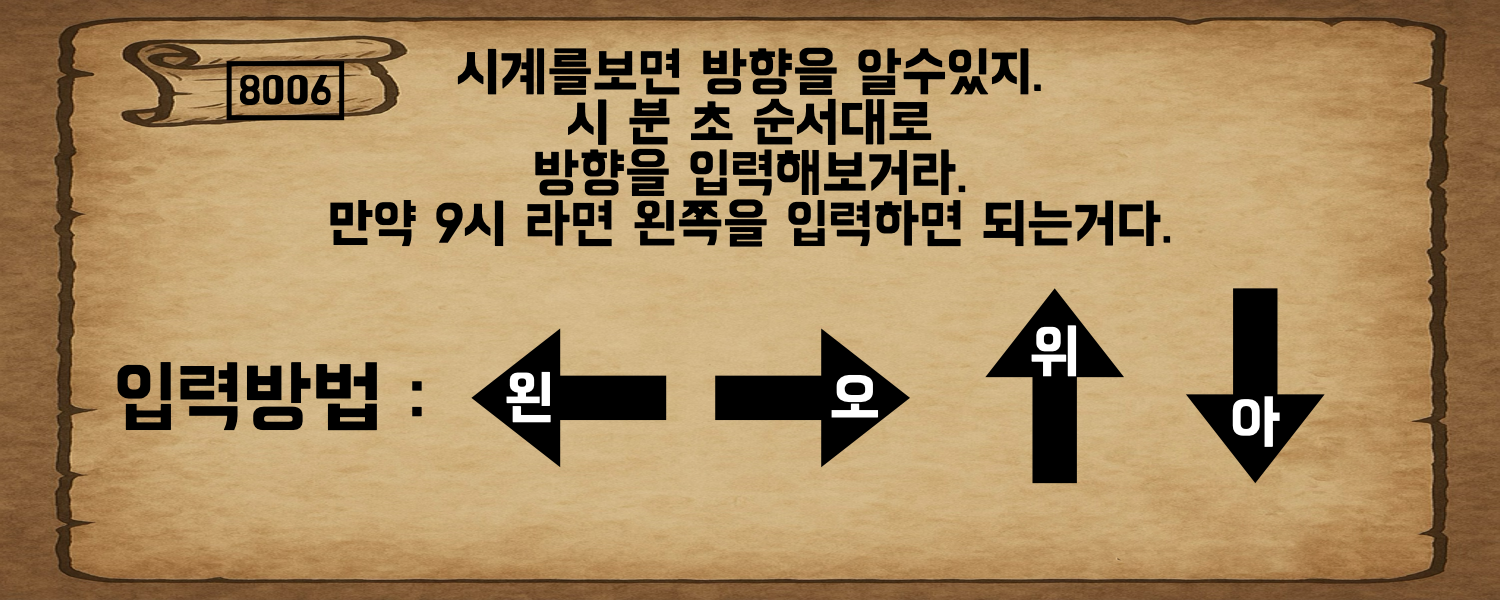 8006
시계를보면 방향을 알수있지.
시 분 초 순서대로
방향을 입력해보거라.
만약 9시 라면 왼쪽을 입력하면 되는거다.
입력방법 : 왼 오 위 아